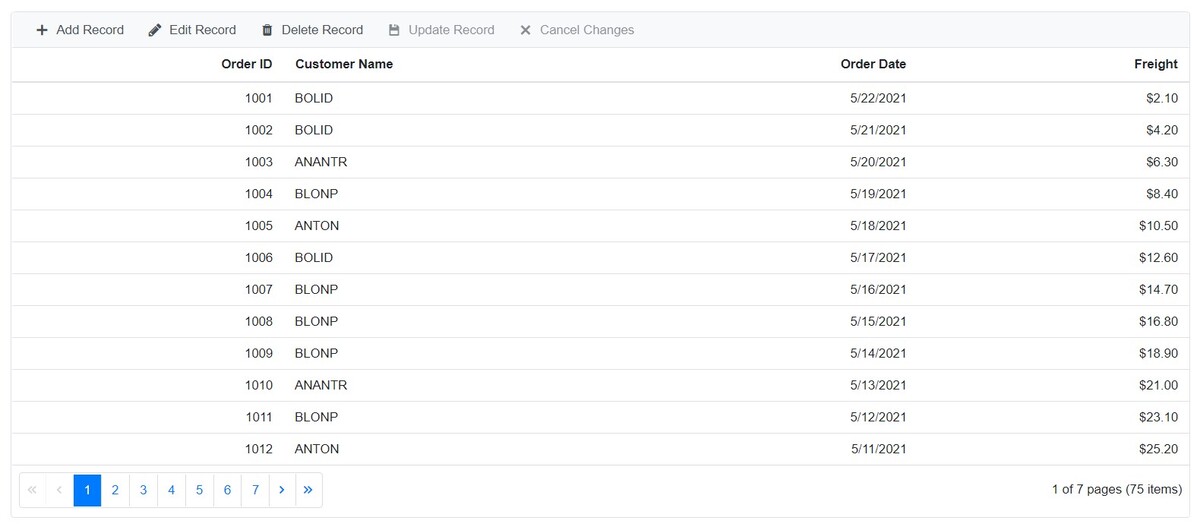 Add Record Edit Record Delete Record Update Record Cancel Changes
Order ID Customer Name Order Date Freight
1001 BOLID 5/22/2021 $2.10
1002 BOLID 5/21/2021 $4.20
1003 ANANTR 5/20/2021 $6.30
1004 BLONP 5/19/2021 $8.40
1005 ANTON 5/18/2021 $10.50
1006 BOLID 5/17/2021 $12.60
1007 BLONP 5/16/2021 $14.70
1008 BLONP 5/15/2021 $16.80
1009 BLONP 5/14/2021 $18.90
1010 ANANTR 5/13/2021 $21.00
1011 BLONP 5/12/2021 $23.10
1012 ANTON 5/11/2021 $25.20
1 2 3 4 5 6 7 1 of 7 pages (75 items)